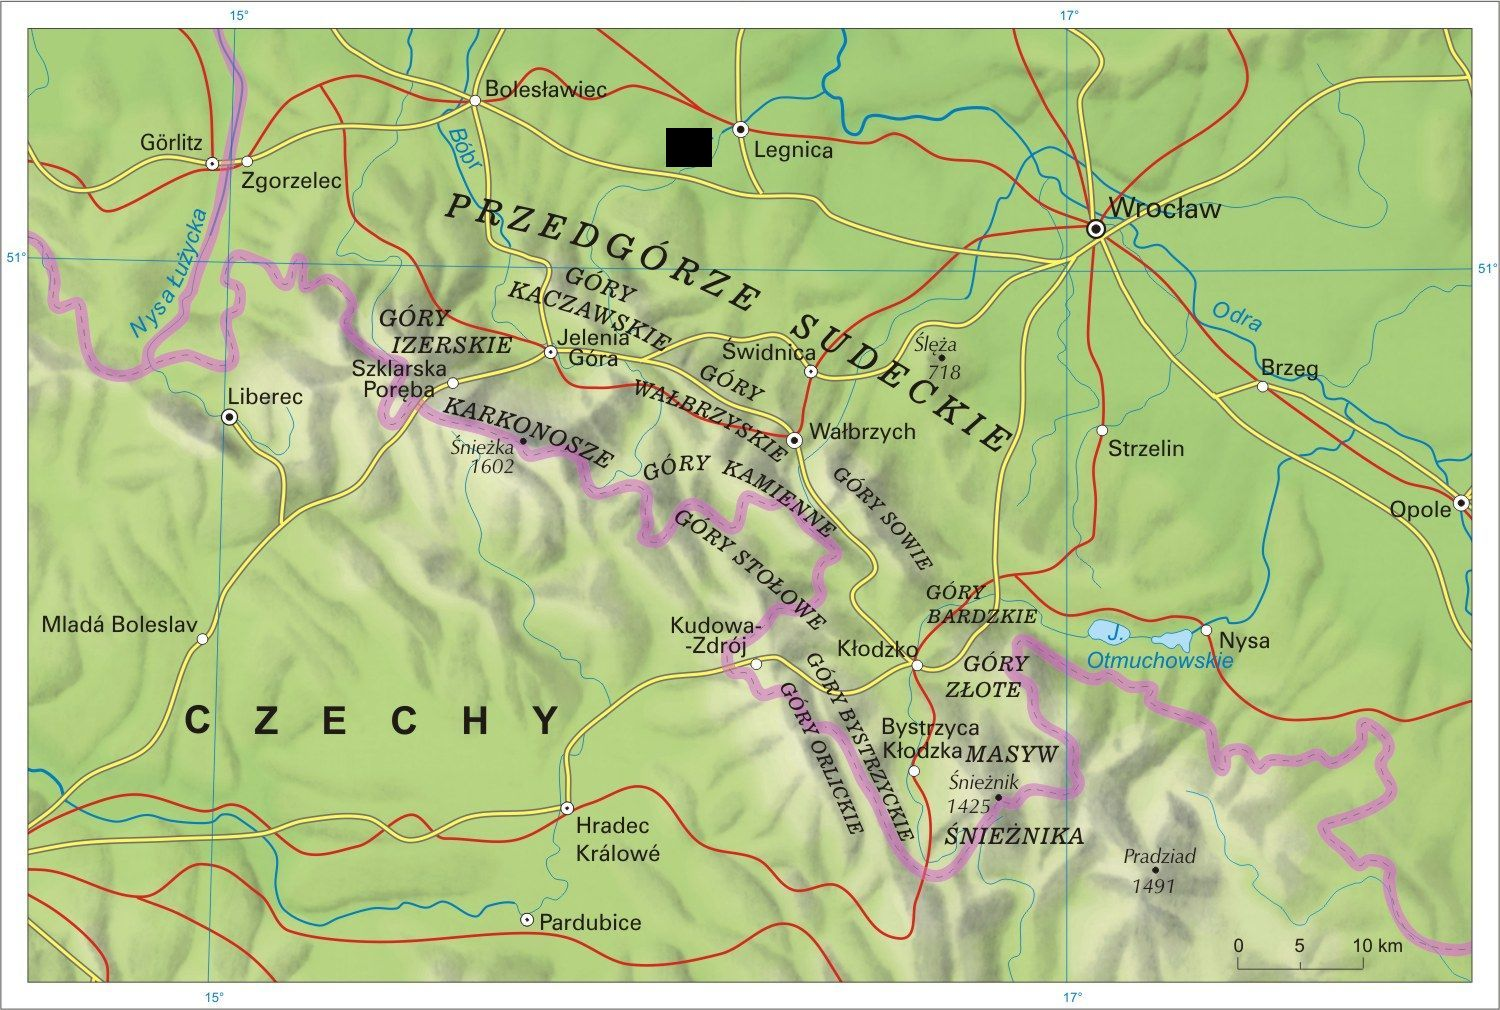 15°
17°
Bolesławiec
Görlitz
Zgorzelec
Bóbr
Legnica
Nysa Łużycka
PRZEDGÓRZE SUDECKIE
Wrocław
51°
51°
GÓRY
KACZAWSKIE
GÓRY
IZERSKIE
Jelenia
Góra
Szklarska
Poręba
Świdnica
Ślęża
718
Odra
Brzeg
Liberec
KARKONOSZE
Śnieżka
1602
GÓRY
WAŁBRZYSKIE
Wałbrzych
Strzelin
GÓRY KAMIENNE
GÓRY SOWIE
Opole
GÓRY STOŁOWE
GÓRY
BARDZKIE
Mladá Boleslav
Kudowa-
-Zdrój
Kłodzko
J.
Otmuchowskie
Nysa
GÓRY
ZŁOTE
GÓRY BYSTRZYCKIE
GÓRY ORLICKIE
CZECHY
Bystrzyca
Kłodzka
MASYW
ŚNIEŻNIKA
Śnieżnik
1425
Hradec
Králowé
Pradziad
1491
Pardubice
0 5 10 km
15°
17°